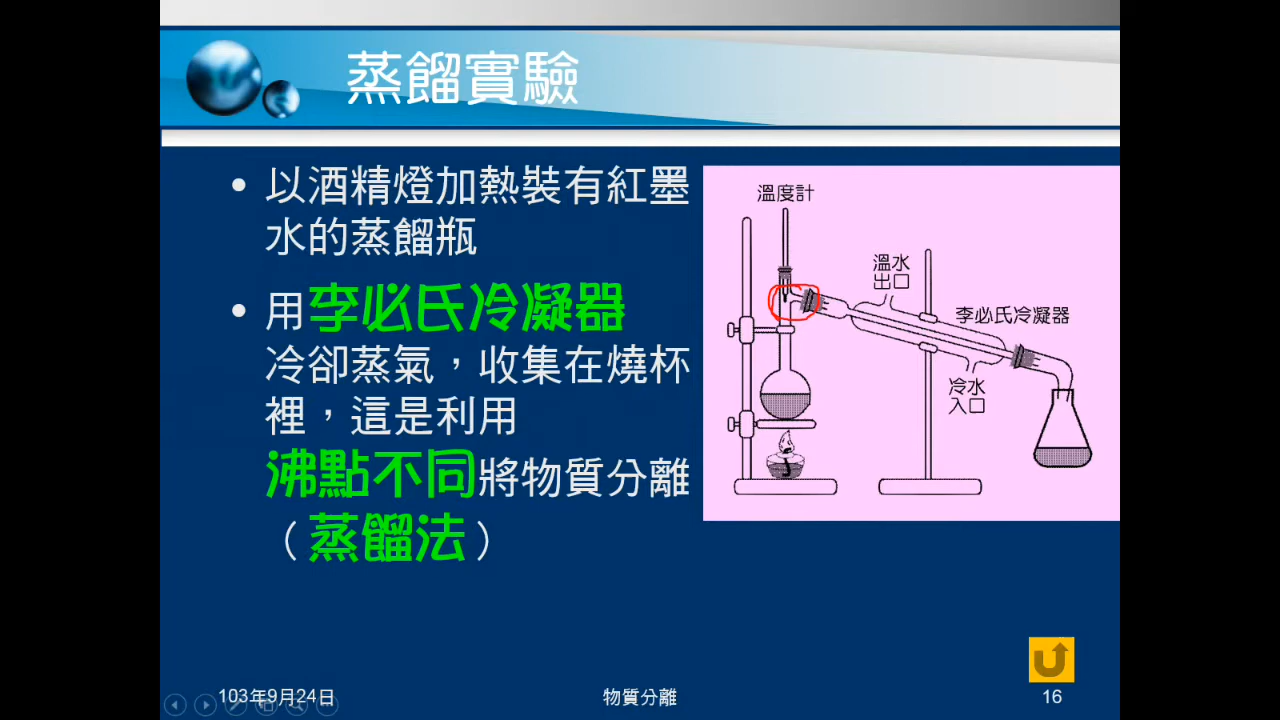 蒸餾實驗
• 以酒精燈加熱裝有紅墨
水的蒸餾瓶
• 用李必氏冷凝器
冷卻蒸氣，收集在燒杯
裡，這是利用
沸點不同將物質分離
（蒸餾法）
溫度計
溫水
出口
李必氏冷凝器
冷水
入口
103年9月24日
物質分離
16